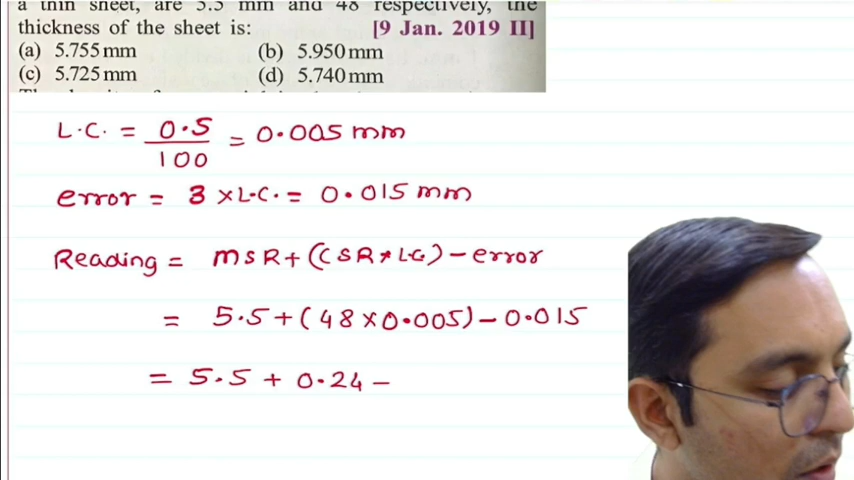 a thin sheet, are 5.5 mm and 48 respectively, the
thickness of the sheet is: [9 Jan. 2019 II]
(a) 5.755 mm (b) 5.950 mm
(c) 5.725 mm (d) 5.740 mm
L.C. = 0.5 / 100 = 0.005 mm
error = 3 × L.C. = 0.015 mm
Reading = MSR + (CSR * LC) - error
= 5.5 + (48 × 0.005) - 0.015
= 5.5 + 0.24 -